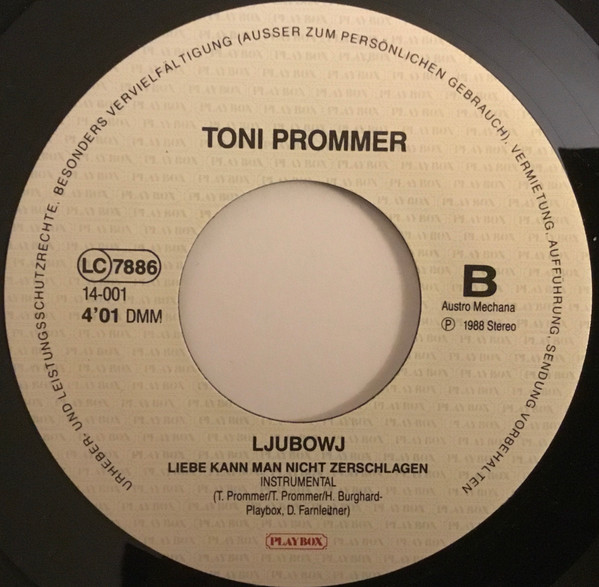 URHEBER- UND LEISTUNGSSCHUTZRECHTE. BESONDERS VERVIELFÄLTIGUNG (AUSSER ZUM PERSÖNLICHEN GEBRAUCH), VERMIETUNG. AUFFÜHRUNG. SENDUNG VORBEHALTEN
TONI PROMMER
LC 7886
14-001
4'01 DMM
B
Austro Mechana
Ⓟ 1988 Stereo
LJUBOWJ
LIEBE KANN MAN NICHT ZERSCHLAGEN
INSTRUMENTAL
(T. Prommer/T. Prommer/H. Burghard-
Playbox, D. Farnleitner)
PLAYBOX